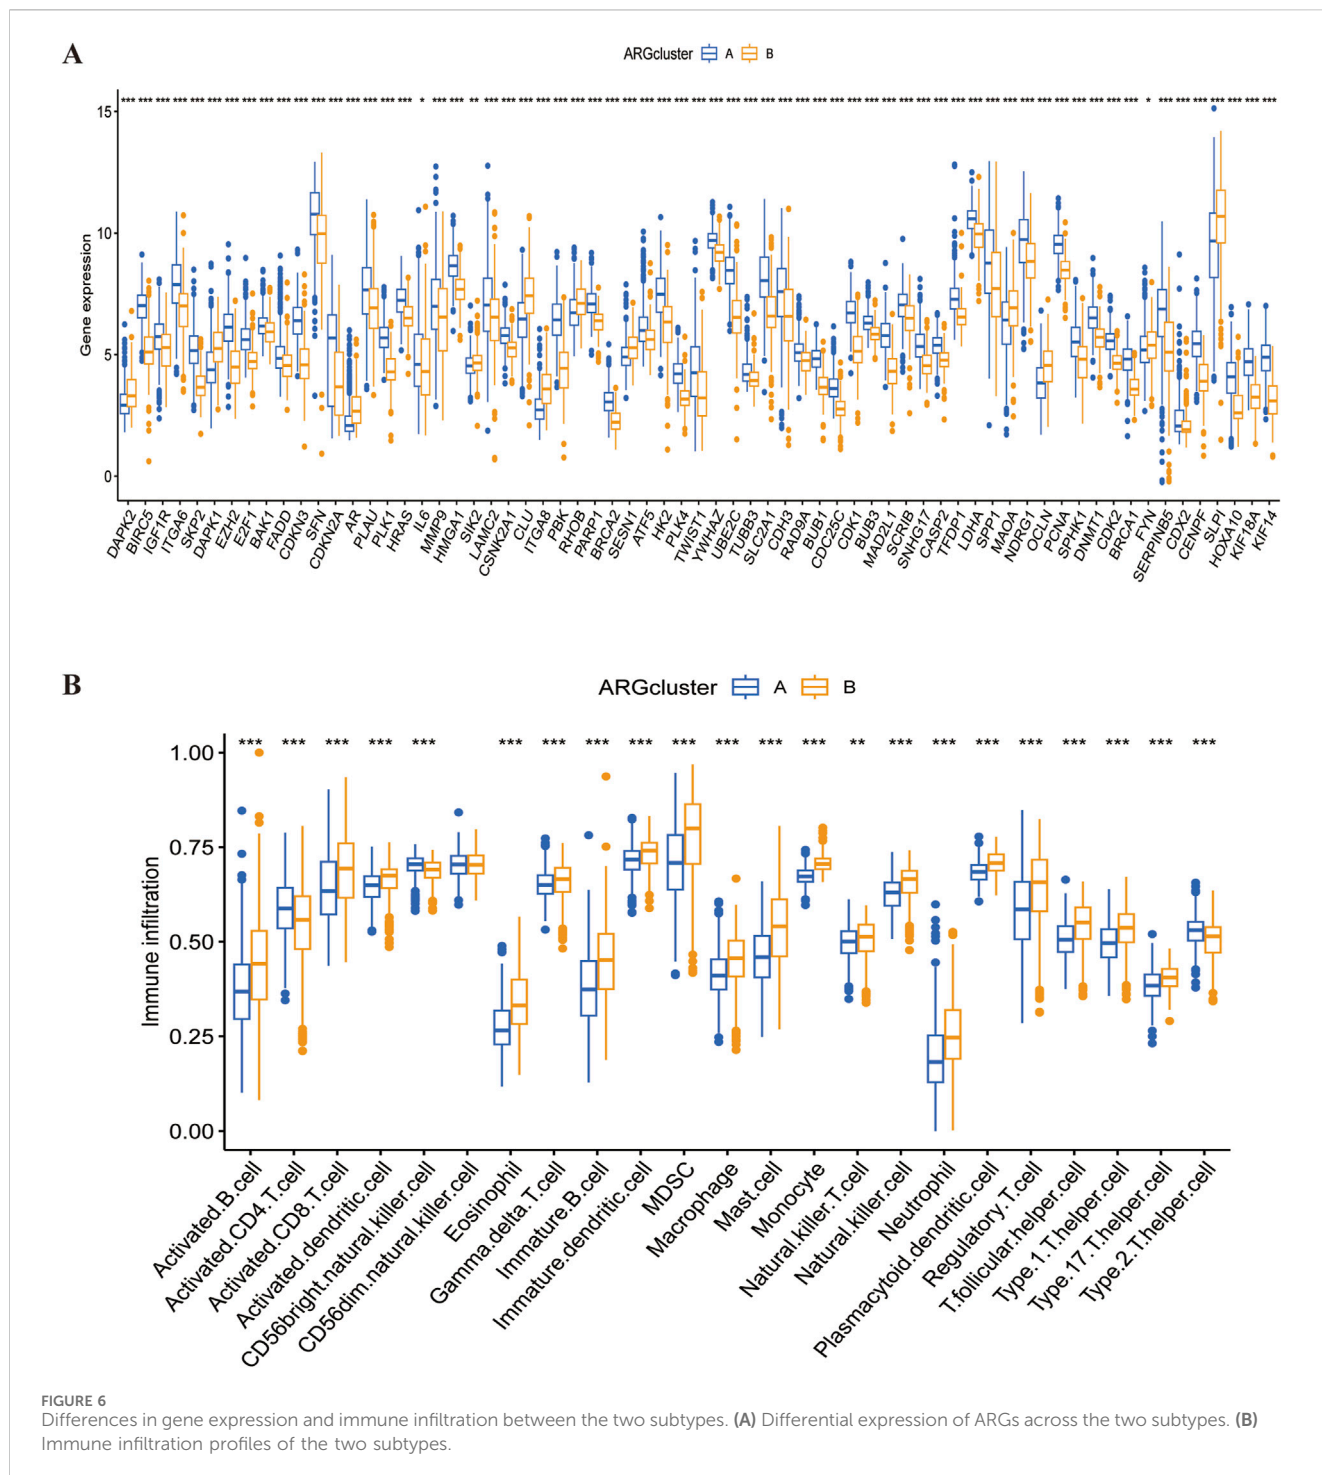 A
ARGcluster A B
*** *** *** *** *** *** *** *** *** *** *** *** *** *** *** *** *** * *** *** *** *** *** *** *** *** *** *** *** *** *** *** *** *** *** *** *** *** *** *** *** *** *** *** *** *** *** *** *** *** *** *** *** *** *** *** *** *** *** * *** *** *** *** *** *** ***
Gene expression
15
10
5
0
DAPK2 BIRC5 IGF1R ITGA6 SKP2 DAPK1 EZH2 E2F1 BAK1 FADD CDKN3 SFN CDKN2A AR PLAU PLK1 HRAS IL6 MMP9 HMGA1 SIK2 LAMC2 CSNK2A1 CLU ITGA8 PBK RHOB PARP1 BRCA2 SESN1 ATF5 HK2 PLK4 TWIST1 YWHAZ UBE2C TUBB3 SLC2A1 CDH3 RAD9A BUB1 CDC25C CDK1 BUB3 MAD2L1 SCRIB SNHG17 CASP2 TFDP1 LDHA SPP1 MAOA NDRG1 OCLN PCNA SPHK1 DNMT1 CDK2 BRCA1 FYN SERPINB5 CDX2 CENPF SLPI HOXA10 KIF18A KIF14
B
ARGcluster A B
*** *** *** *** *** *** *** *** *** *** *** *** *** ** *** *** *** *** *** *** *** ***
Immune infiltration
1.00
0.75
0.50
0.25
0.00
Activated.B.cell Activated.CD4.T.cell Activated.CD8.T.cell Activated.dendritic.cell CD56bright.natural.killer.cell CD56dim.natural.killer.cell Eosinophil Gamma.delta.T.cell Immature.B.cell Immature.dendritic.cell MDSC Macrophage Mast.cell Monocyte Natural.killer.T.cell Natural.killer.cell Neutrophil Plasmacytoid.dendritic.cell Regulatory.T.cell T.follicular.helper.cell Type.1.T.helper.cell Type.17.T.helper.cell Type.2.T.helper.cell
FIGURE 6
Differences in gene expression and immune infiltration between the two subtypes. (A) Differential expression of ARGs across the two subtypes. (B)
Immune infiltration profiles of the two subtypes.